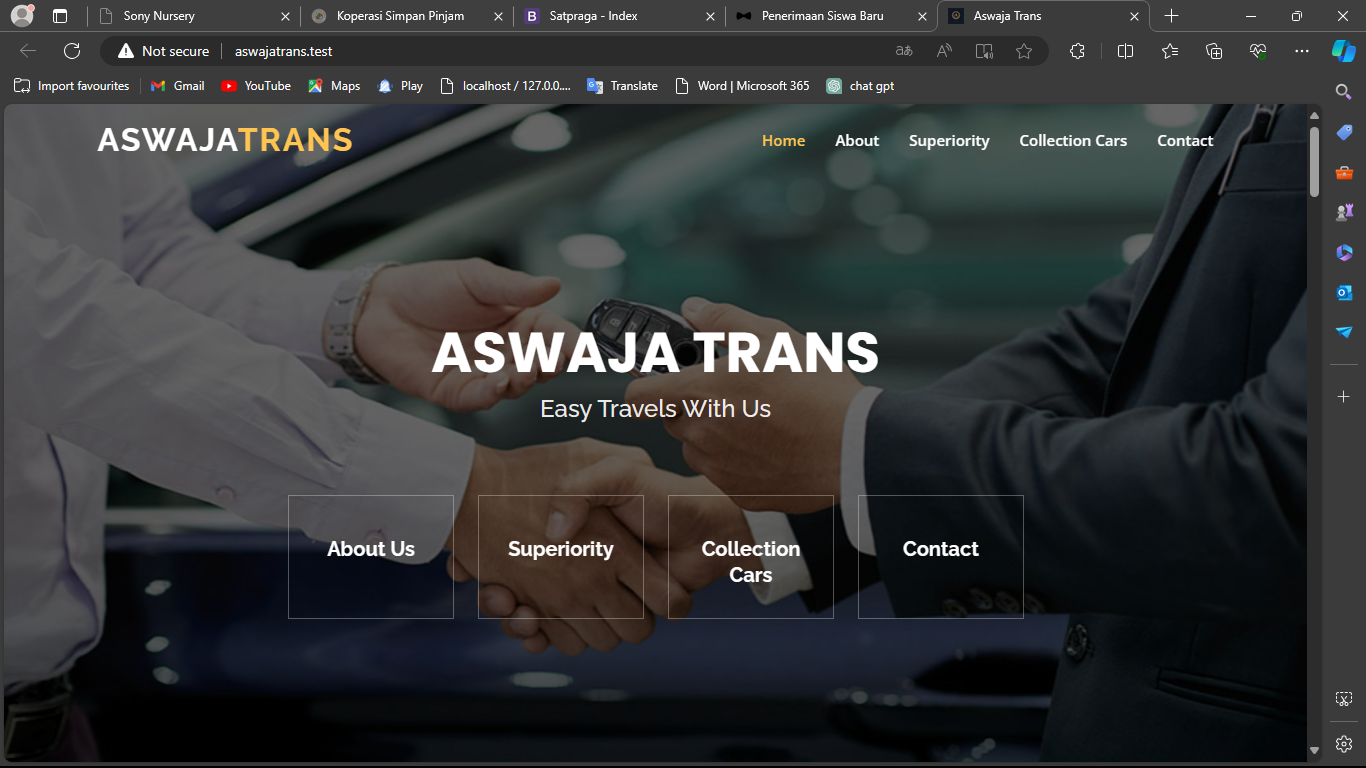 Sony Nursery
Koperasi Simpan Pinjam
Satpraga - Index
Penerimaan Siswa Baru
Aswaja Trans
Not secure
aswajatrans.test
Import favourites
Gmail
YouTube
Maps
Play
localhost / 127.0.0....
Translate
Word | Microsoft 365
chat gpt
ASWAJATRANS
Home
About
Superiority
Collection Cars
Contact
ASWAJA TRANS
Easy Travels With Us
About Us
Superiority
Collection
Cars
Contact